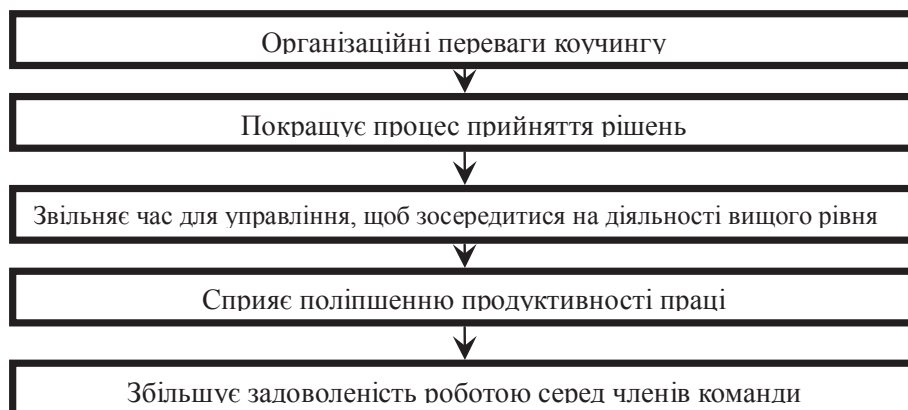 Організаційні переваги коучингу
Покращує процес прийняття рішень
Звільняє час для управління, щоб зосередитися на діяльності вищого рівня
Сприяє поліпшенню продуктивності праці
Збільшує задоволеність роботою серед членів команди